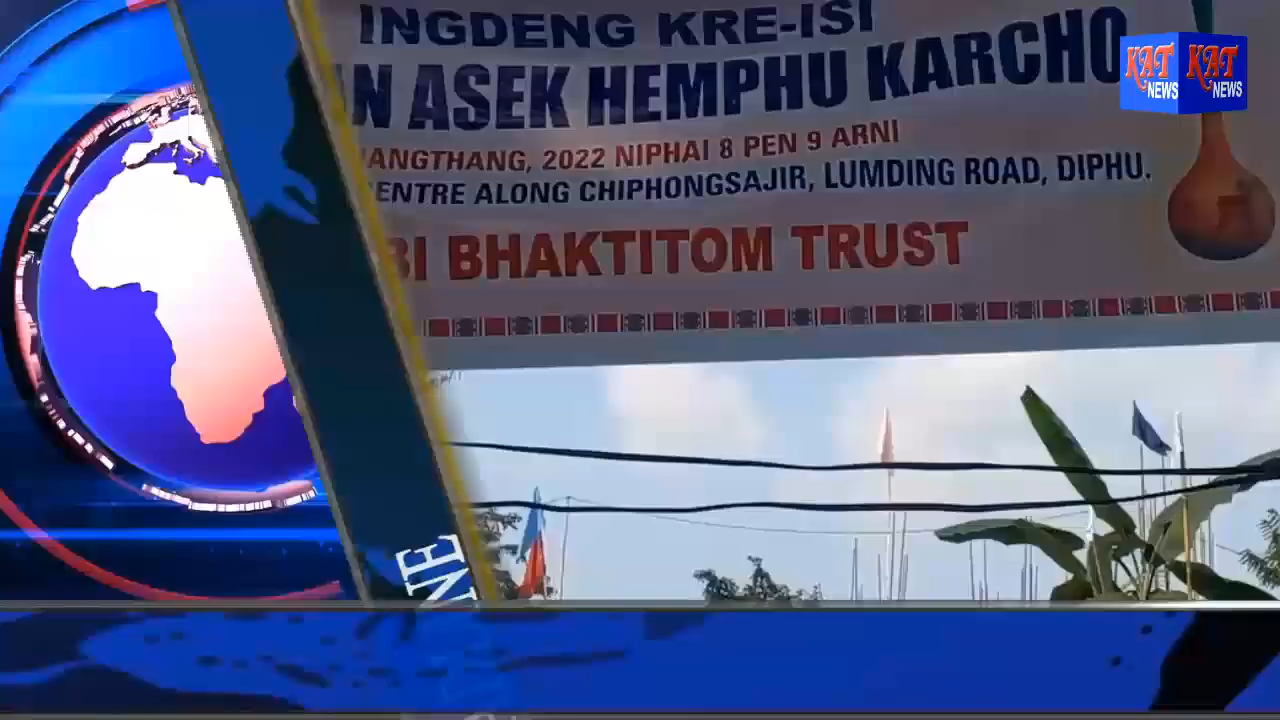 INGDENG KRE-ISI
ASEK HEMPHU KARCHO
KAT NEWS KAT NEWS
2022 NIPHAI 8 PEN 9 ARNI
ALONG CHIPHONGSAJIR, LUMDING ROAD, DIPHU.
BHAKTITOM TRUST